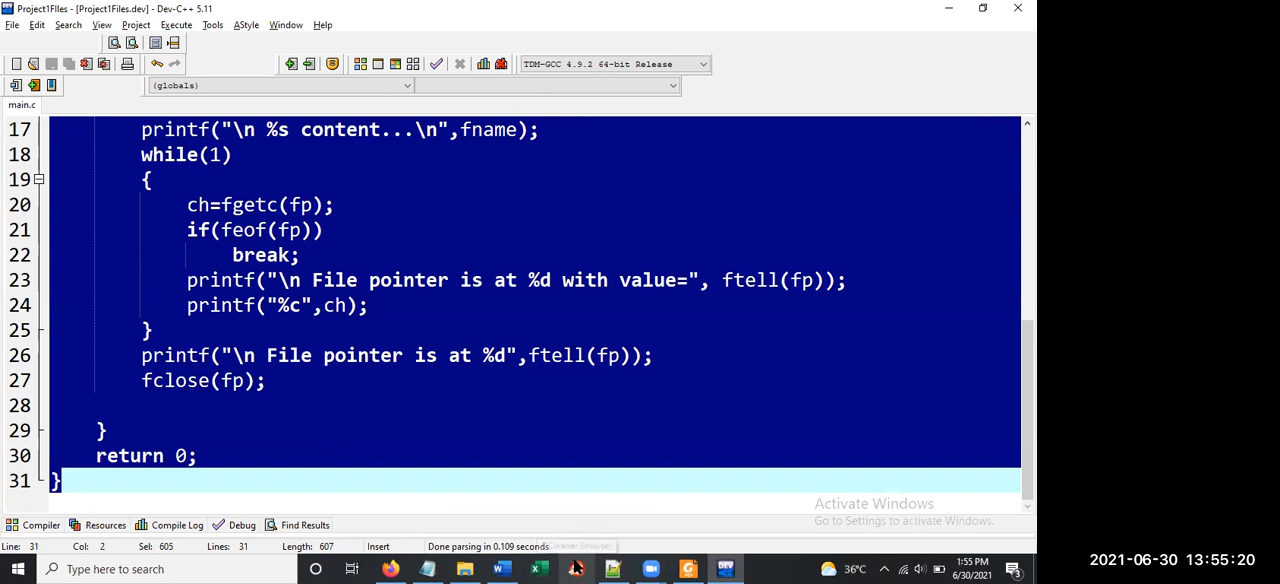 Project1FIles - [Project1Files.dev] - Dev-C++ 5.11
File Edit Search View Project Execute Tools AStyle Window Help
TDM-GCC 4.9.2 64-bit Release
(globals)
main.c
17 printf("\n %s content...\n",fname);
18 while(1)
19 {
20 ch=fgetc(fp);
21 if(feof(fp))
22 break;
23 printf("\n File pointer is at %d with value=", ftell(fp));
24 printf("%c",ch);
25 }
26 printf("\n File pointer is at %d",ftell(fp));
27 fclose(fp);
28
29 }
30 return 0;
31 }
Activate Windows
Go to Settings to activate Windows.
Compiler Resources Compile Log Debug Find Results
Line: 31 Col: 2 Sel: 605 Lines: 31 Length: 607 Insert Done parsing in 0.109 seconds CCleaner Browser
Type here to search
DEV
36°C
1:55 PM
6/30/2021
3
2021-06-30 13:55:20